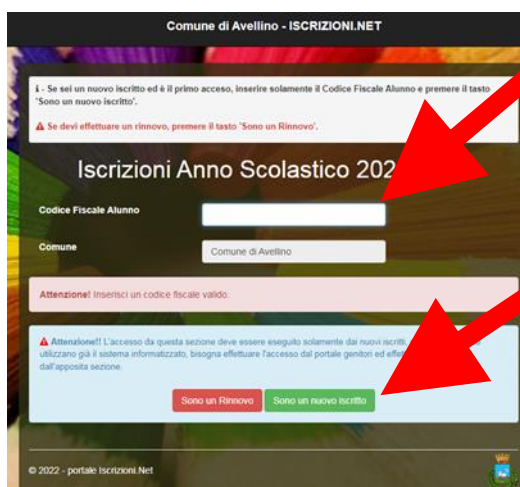 Comune di Avellino - ISCRIZIONI.NET
i - Se sei un nuovo iscritto ed è il primo accesso, inserire solamente il Codice Fiscale Alunno e premere il tasto
'Sono un nuovo iscritto'.
Se devi effettuare un rinnovo, premere il tasto 'Sono un Rinnovo'.
Iscrizioni Anno Scolastico 202
Codice Fiscale Alunno
Comune
Comune di Avellino
Attenzione! Inserisci un codice fiscale valido.
Attenzione!! L'accesso da questa sezione deve essere eseguito solamente dai nuovi iscritti,
utilizzano già il sistema informatizzato, bisogna effettuare l'accesso dal portale genitori ed
dall'apposita sezione.
Sono un Rinnovo Sono un nuovo iscritto
© 2022 - portale Iscrizioni.Net